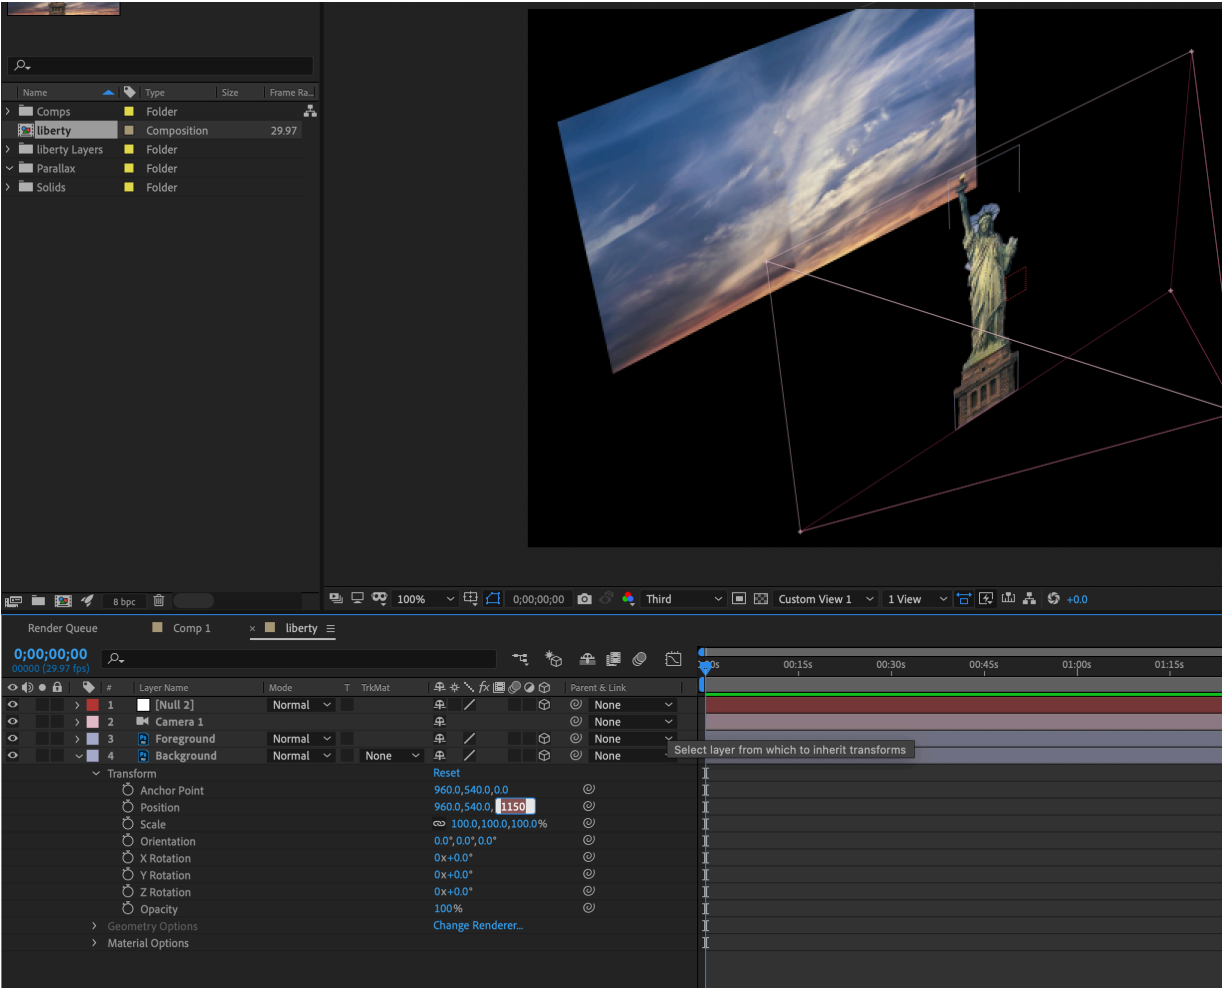 Name Type Size Frame Ra...
Comps Folder
liberty Composition 29.97
liberty Layers Folder
Parallax Folder
Solids Folder
8 bpc
100% 0;00;00;00 Third Custom View 1 1 View +0.0
Render Queue Comp 1 × liberty
0;00;00;00
00000 (29.97 fps)
00:15s 00:30s 00:45s 01:00s 01:15s
# Layer Name Mode T TrkMat fx Parent & Link
1 [Null 2] Normal None
2 Camera 1 None
3 Foreground Normal None
4 Background Normal None None
Select layer from which to inherit transforms
Transform Reset
Anchor Point 960.0,540.0,0.0
Position 960.0,540.0, 1150
Scale 100.0,100.0,100.0%
Orientation 0.0°,0.0°,0.0°
X Rotation 0x+0.0°
Y Rotation 0x+0.0°
Z Rotation 0x+0.0°
Opacity 100%
Geometry Options Change Renderer...
Material Options